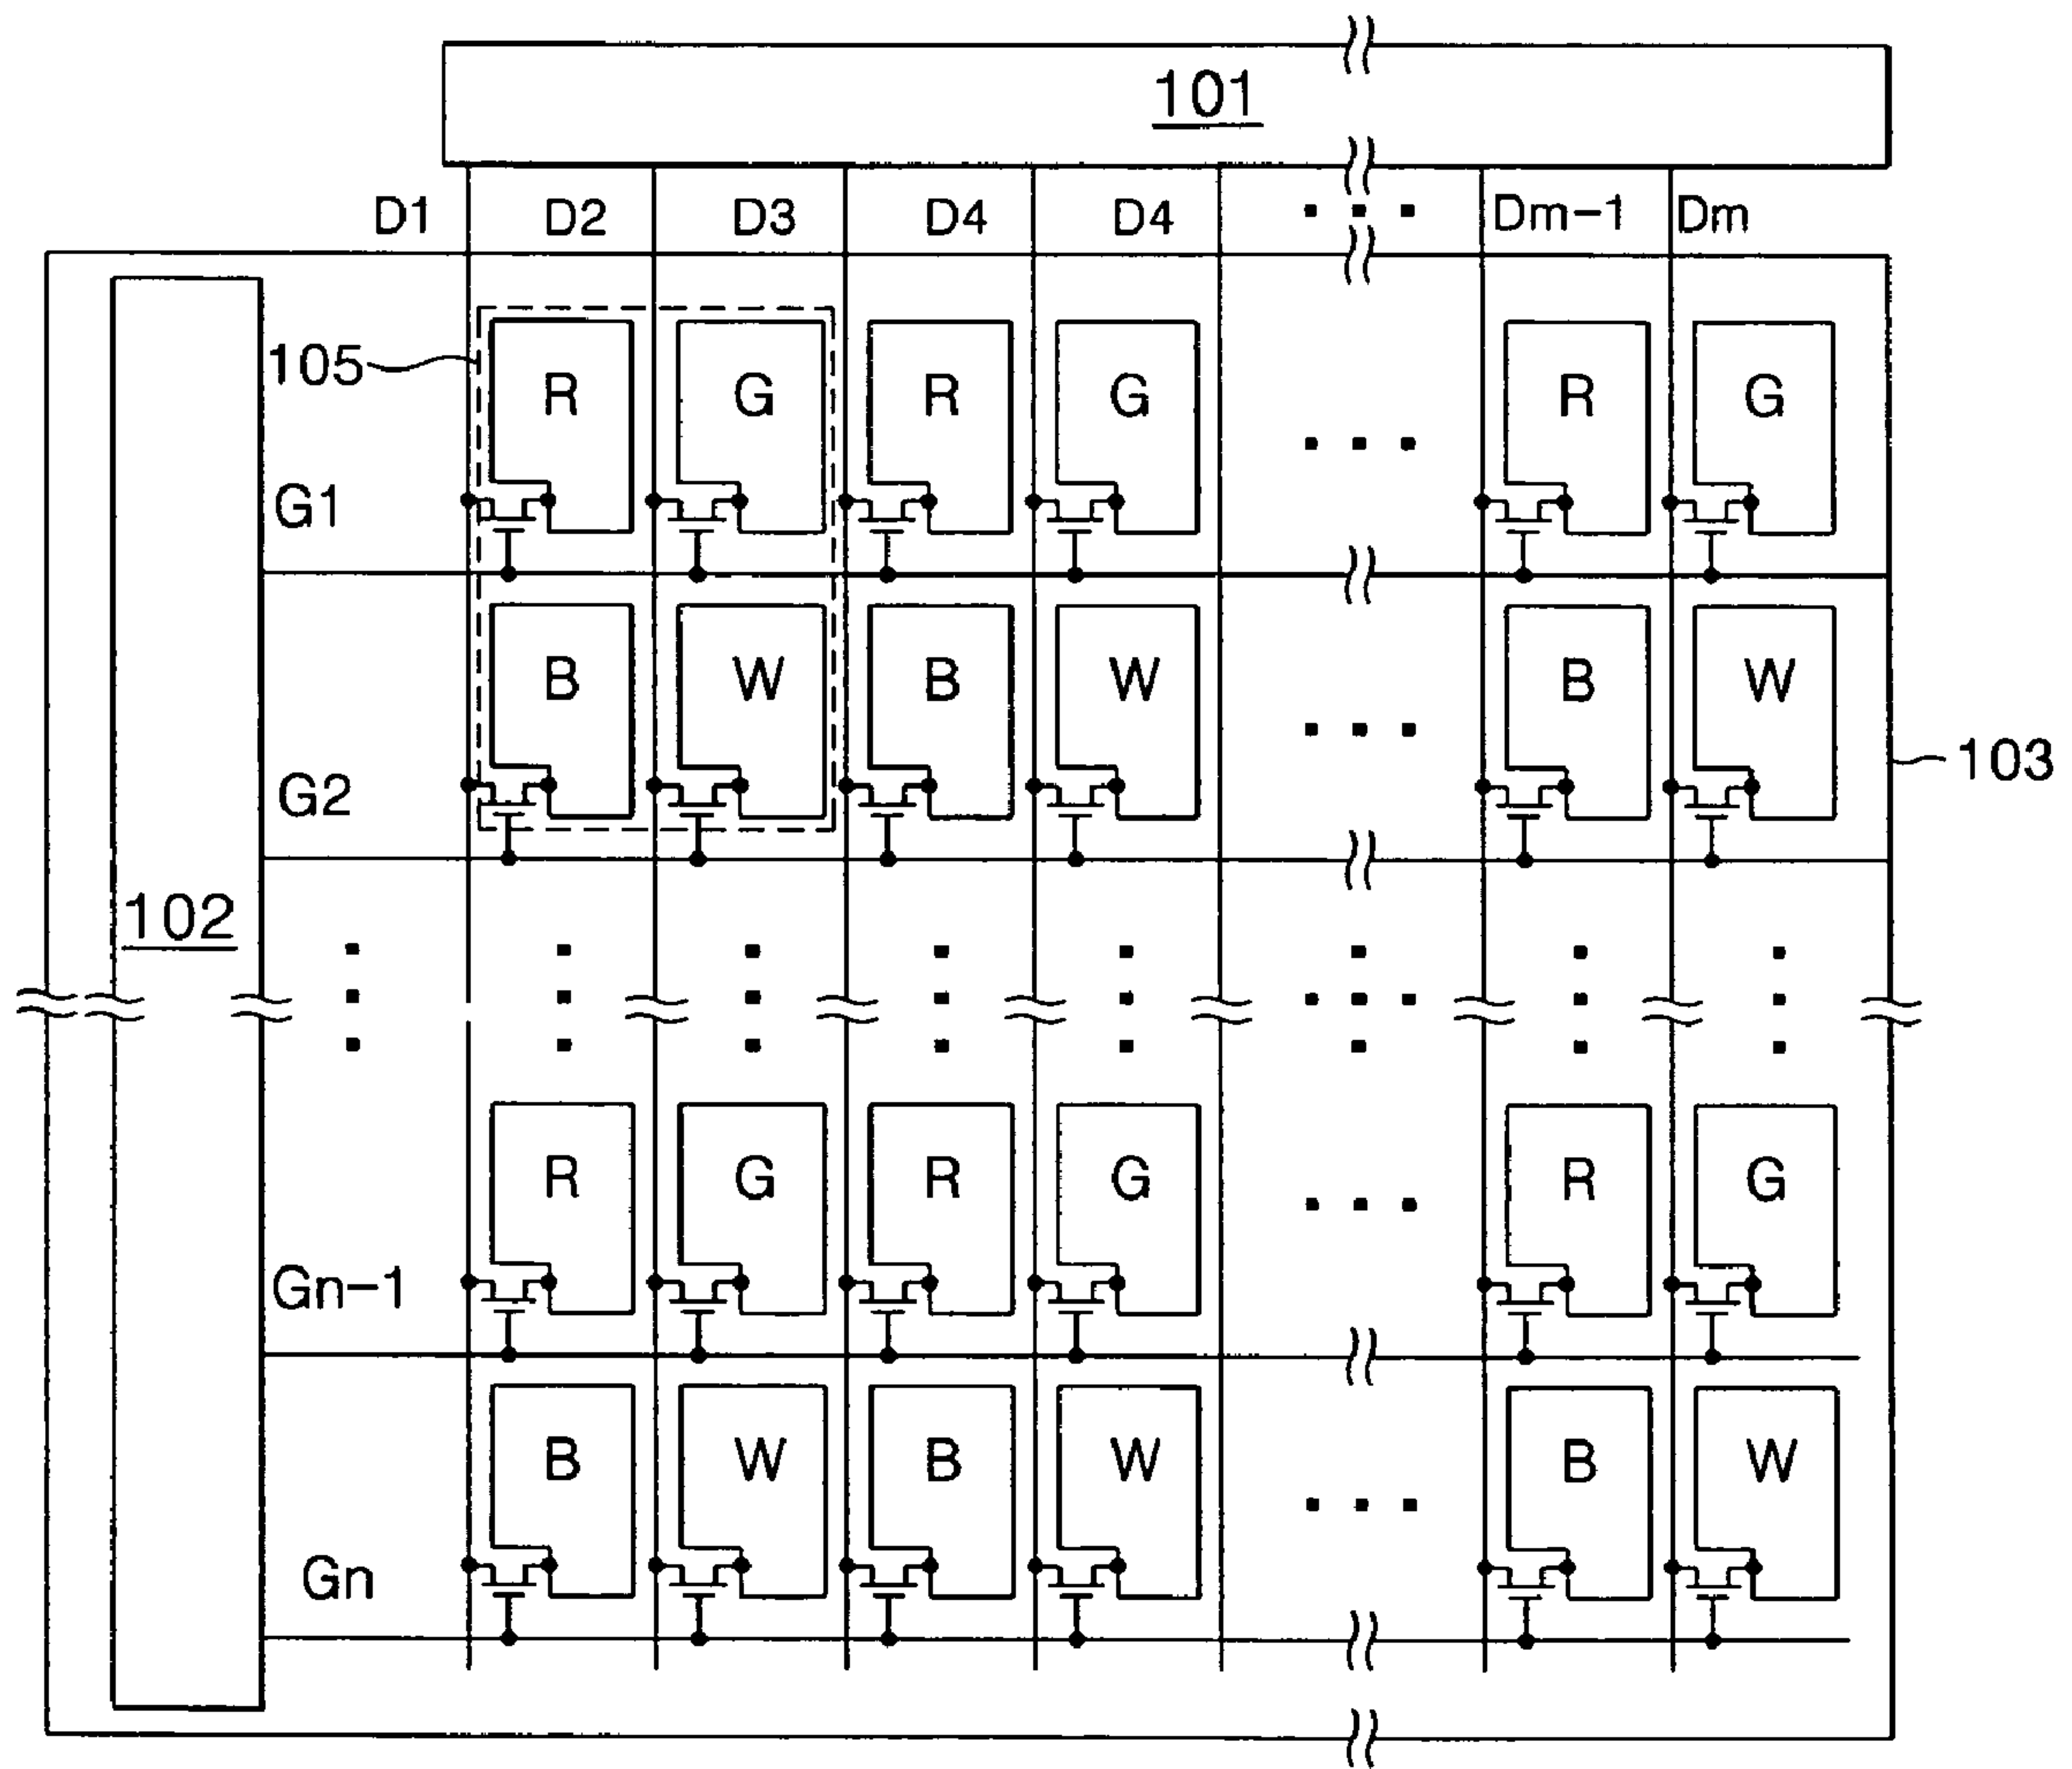 101
D1 D2 D3 D4 D4 Dm-1 Dm
105 R G R G R G
G1
B W B W B W
103
G2
102
R G R G R G
Gn-1
B W B W B W
Gn